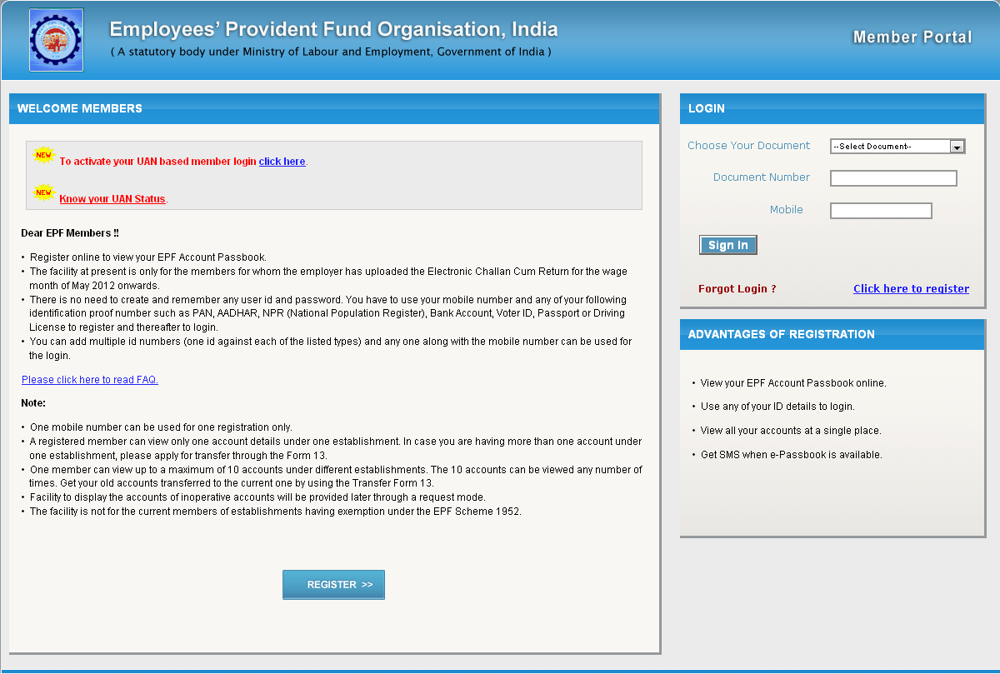 Employees' Provident Fund Organisation, India
( A statutory body under Ministry of Labour and Employment, Government of India )
Member Portal
WELCOME MEMBERS
NEW To activate your UAN based member login click here.
NEW Know your UAN Status.
Dear EPF Members !!
• Register online to view your EPF Account Passbook.
• The facility at present is only for the members for whom the employer has uploaded the Electronic Challan Cum Return for the wage
month of May 2012 onwards.
• There is no need to create and remember any user id and password. You have to use your mobile number and any of your following
identification proof number such as PAN, AADHAR, NPR (National Population Register), Bank Account, Voter ID, Passport or Driving
License to register and thereafter to login.
• You can add multiple id numbers (one id against each of the listed types) and any one along with the mobile number can be used for
the login.
Please click here to read FAQ.
Note:
• One mobile number can be used for one registration only.
• A registered member can view only one account details under one establishment. In case you are having more than one account under
one establishment, please apply for transfer through the Form 13.
• One member can view up to a maximum of 10 accounts under different establishments. The 10 accounts can be viewed any number of
times. Get your old accounts transferred to the current one by using the Transfer Form 13.
• Facility to display the accounts of inoperative accounts will be provided later through a request mode.
• The facility is not for the current members of establishments having exemption under the EPF Scheme 1952.
REGISTER >>
LOGIN
Choose Your Document --Select Document--
Document Number
Mobile
Sign In
Forgot Login ? Click here to register
ADVANTAGES OF REGISTRATION
• View your EPF Account Passbook online.
• Use any of your ID details to login.
• View all your accounts at a single place.
• Get SMS when e-Passbook is available.